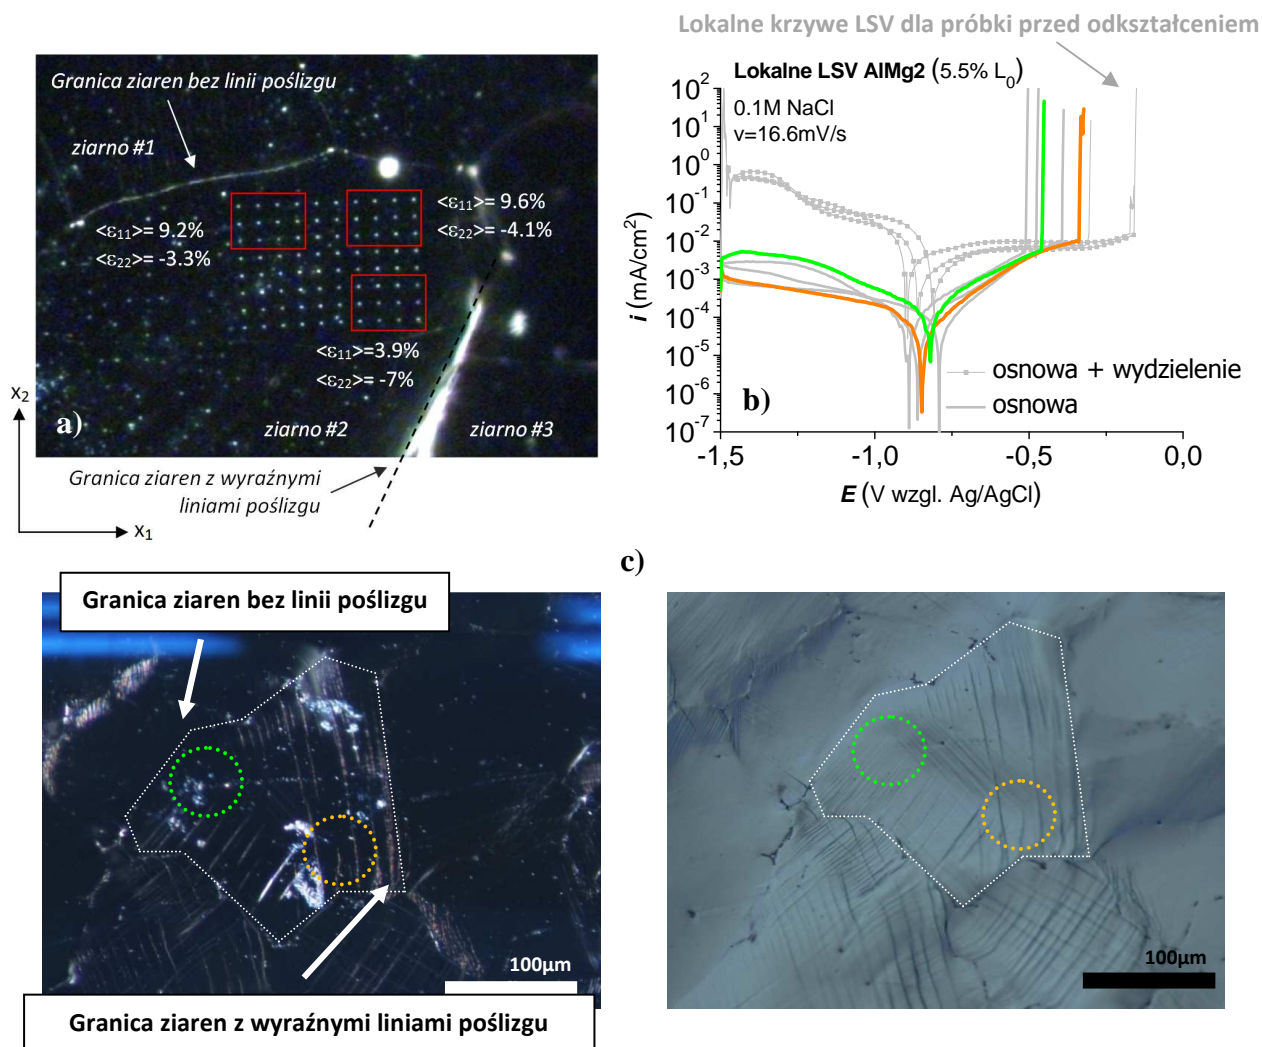 Granica ziaren bez linii poślizgu
ziarno #1
<ε11>= 9.2%
<ε22>= -3.3%
<ε11>= 9.6%
<ε22>= -4.1%
<ε11>=3.9%
<ε22>= -7%
x2
a)
ziarno #2
ziarno #3
Granica ziaren z wyraźnymi
liniami poślizgu
x1
Lokalne krzywe LSV dla próbki przed odkształceniem
Lokalne LSV AlMg2 (5.5% L0)
0.1M NaCl
v=16.6mV/s
10^2
10^1
10^0
10^-1
10^-2
10^-3
10^-4
10^-5
10^-6
10^-7
i (mA/cm2)
osnowa + wydzielenie
osnowa
b)
-1,5 -1,0 -0,5 0,0
E (V wzgl. Ag/AgCl)
c)
Granica ziaren bez linii poślizgu
100µm
Granica ziaren z wyraźnymi liniami poślizgu
100µm